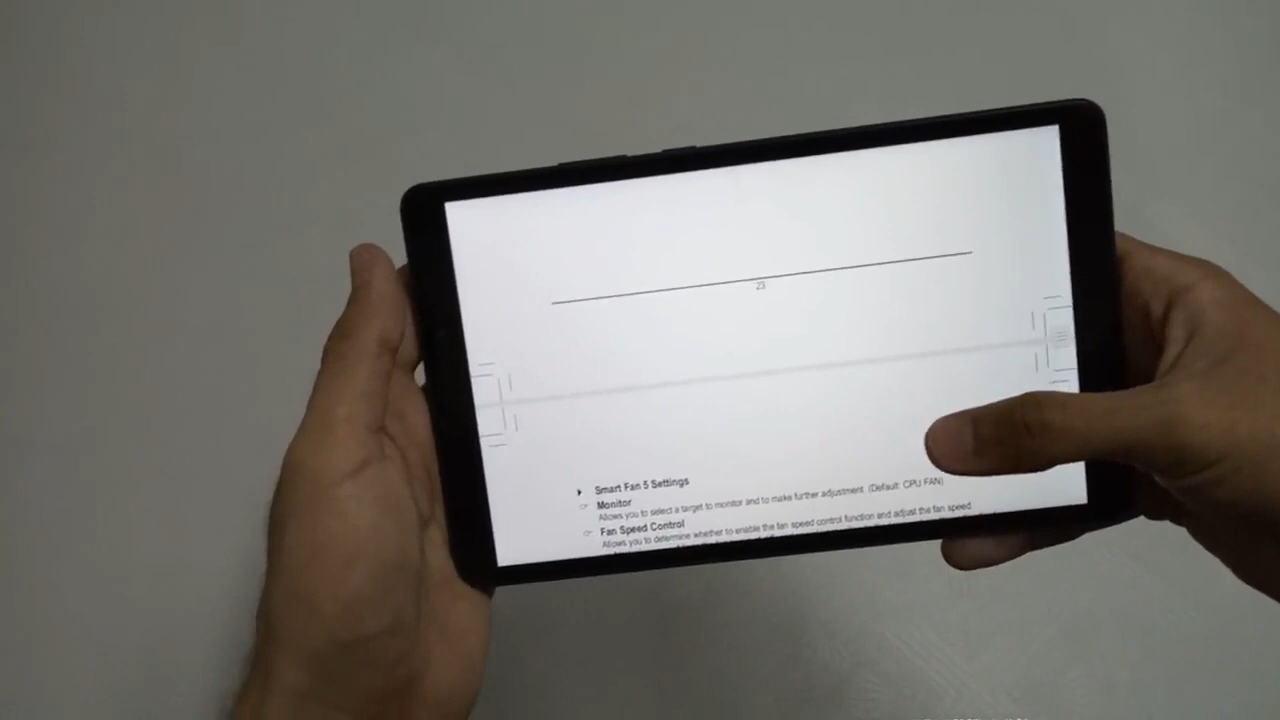 23
Smart Fan 5 Settings
Monitor
Allows you to select a target to monitor and to make further adjustment. (Default: CPU FAN)
Fan Speed Control
Allows you to determine whether to enable the fan speed control function and adjust the fan speed